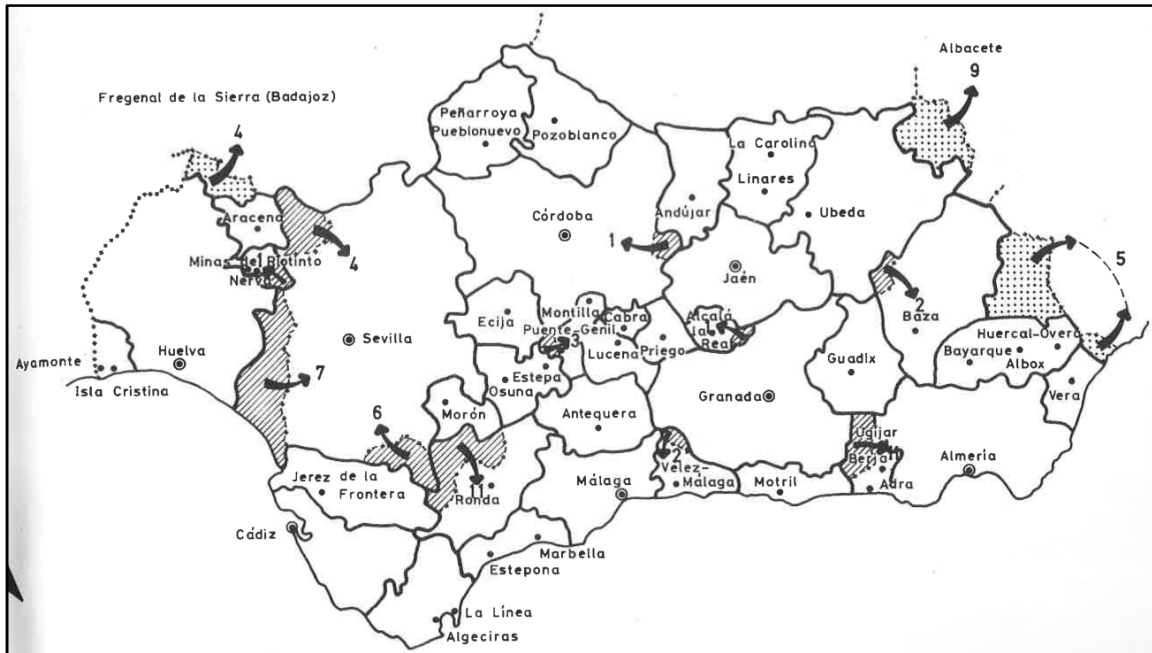 Albacete
9
Fregenal de la Sierra (Badajoz)
4
Peñarroya
Pueblonuevo
Pozoblanco
La Carolina
Linares
Andújar
Ubeda
Aracena
Córdoba
1
4
Minas de Riotinto
1
Nerva
Jaén
5
2
Baza
Ecija
Montilla
Cabra
Puente-Genil
3
Lucena
Priego
Alcalá
la
Real
Huercal-Overa
Bayarque
Albox
Guadix
Sevilla
Huelva
Ayamonte
Isla Cristina
7
Estepa
Osuna
Vera
Morón
Antequera
Granada
6
Ugijar
Berja
Adra
Almería
2
Velez-
Málaga
Motril
Jerez de la
Frontera
11
Ronda
Málaga
Cádiz
Marbella
Estepona
La Línea
Algeciras